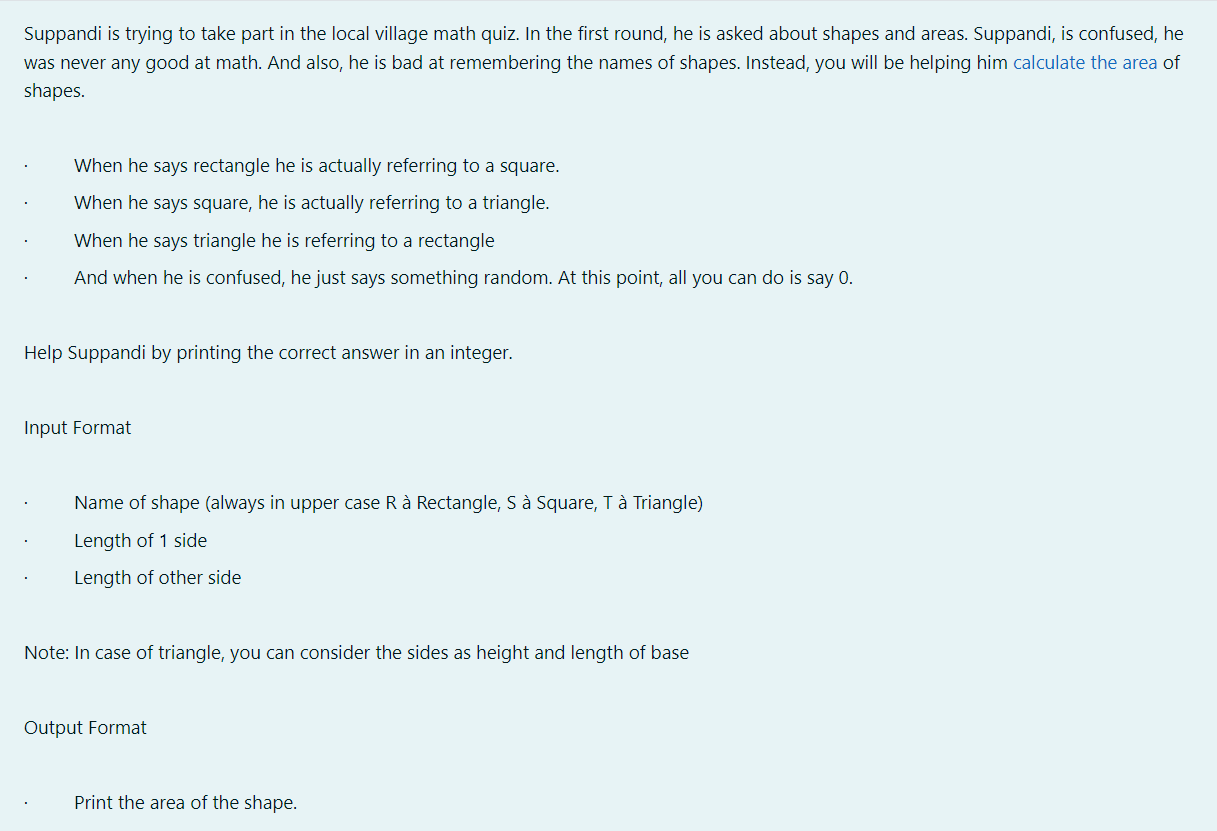 Suppandi is trying to take part in the local village math quiz. In the first round, he is asked about shapes and areas. Suppandi, is confused, he
was never any good at math. And also, he is bad at remembering the names of shapes. Instead, you will be helping him calculate the area of
shapes.
· When he says rectangle he is actually referring to a square.
· When he says square, he is actually referring to a triangle.
· When he says triangle he is referring to a rectangle
· And when he is confused, he just says something random. At this point, all you can do is say 0.
Help Suppandi by printing the correct answer in an integer.
Input Format
· Name of shape (always in upper case R à Rectangle, S à Square, T à Triangle)
· Length of 1 side
· Length of other side
Note: In case of triangle, you can consider the sides as height and length of base
Output Format
· Print the area of the shape.